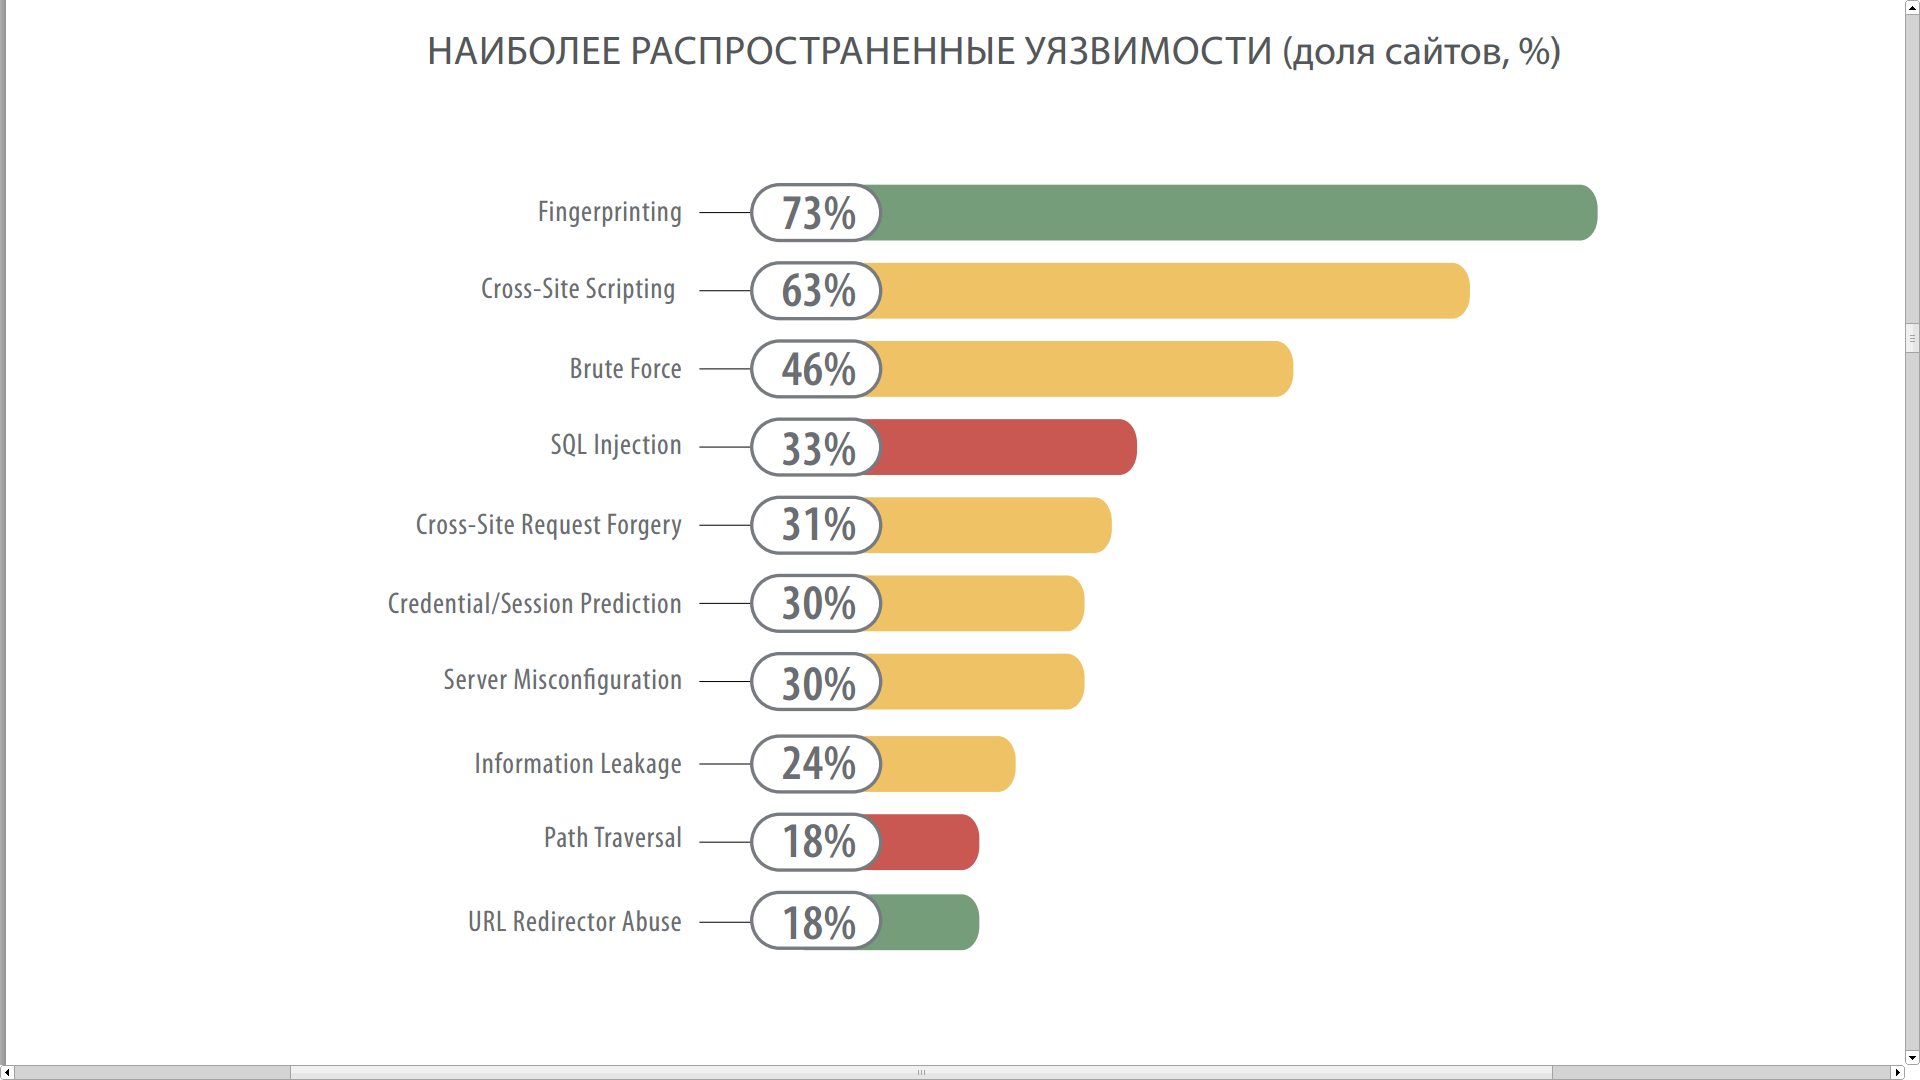 НАИБОЛЕЕ РАСПРОСТРАНЕННЫЕ УЯЗВИМОСТИ (доля сайтов, %)
Fingerprinting 73%
Cross-Site Scripting 63%
Brute Force 46%
SQL Injection 33%
Cross-Site Request Forgery 31%
Credential/Session Prediction 30%
Server Misconfiguration 30%
Information Leakage 24%
Path Traversal 18%
URL Redirector Abuse 18%